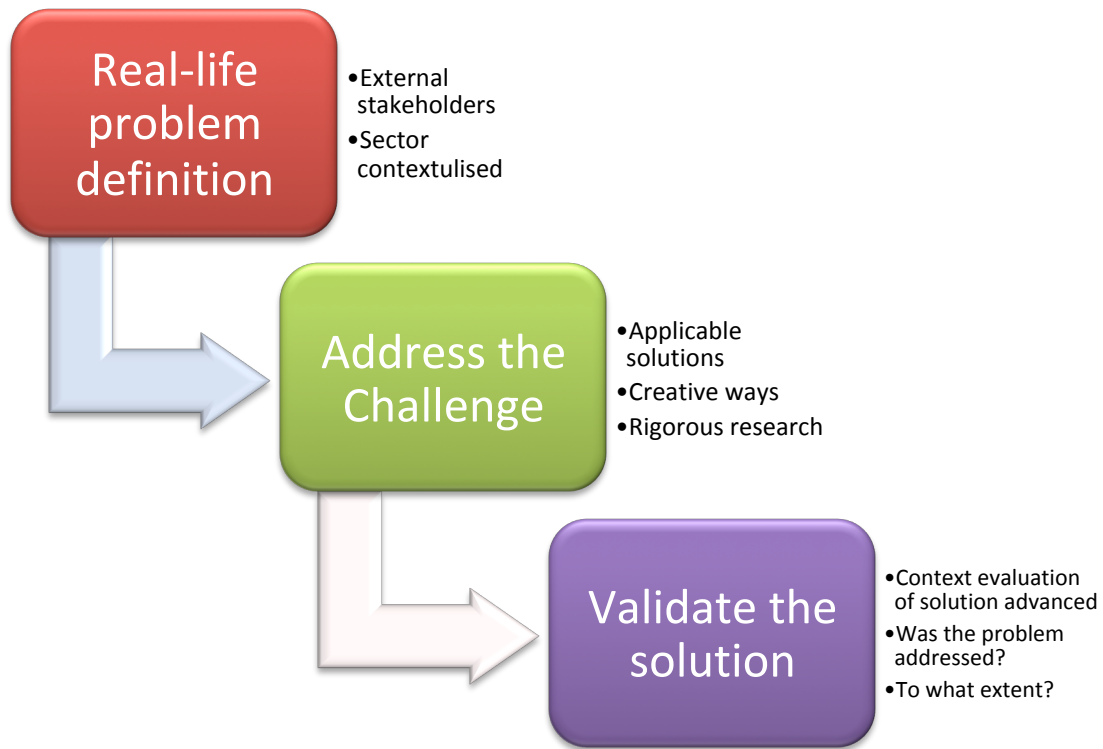 Real-life
problem
definition
•External
stakeholders
•Sector
contextulised
Address the
Challenge
•Applicable
solutions
•Creative ways
•Rigorous research
Validate the
solution
•Context evaluation
of solution advanced
•Was the problem
addressed?
•To what extent?